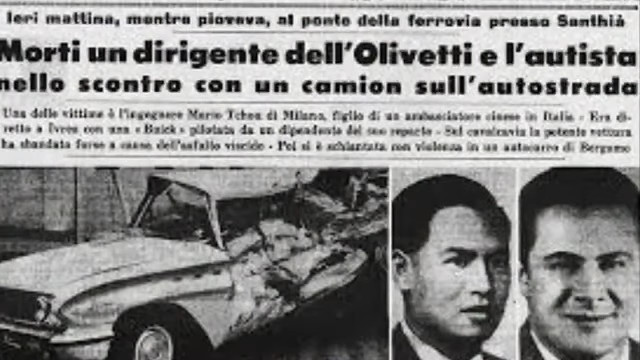 Ieri mattina, mentre pioveva, al ponte della ferrovia presso Santhià
Morti un dirigente dell'Olivetti e l'autista
nello scontro con un camion sull'autostrada
Una delle vittime è l'ingegnere Mario Tchou di Milano, figlio di un ambasciatore cinese in Italia - Era di-
retto a Ivrea con una «Buick» pilotata da un dipendente del suo reparto - Sul cavalcavia la potente vettura
ha sbandato forse a causa dell'asfalto viscido - Poi si è schiantata con violenza in un autocarro di Bergamo